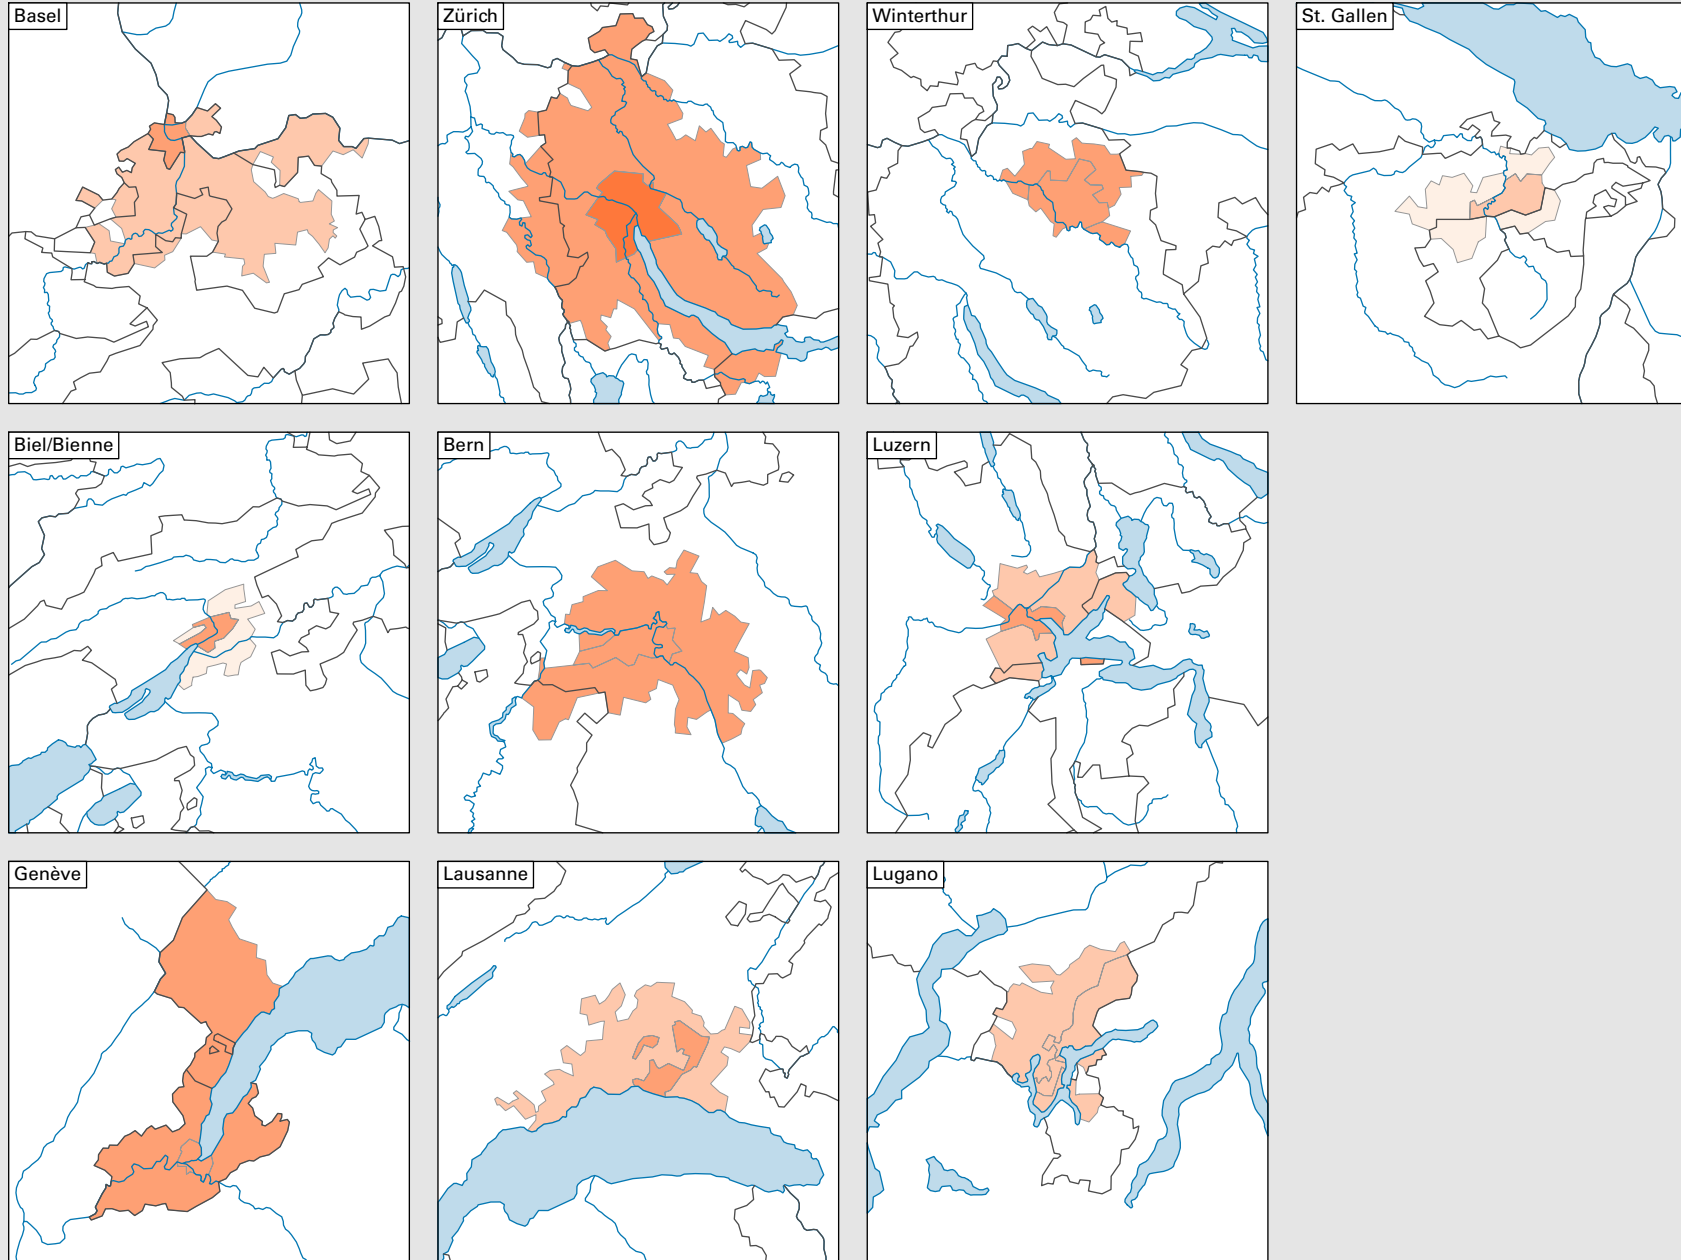 Basel
Zürich
Winterthur
St. Gallen
Biel/Bienne
Bern
Luzern
Genève
Lausanne
Lugano